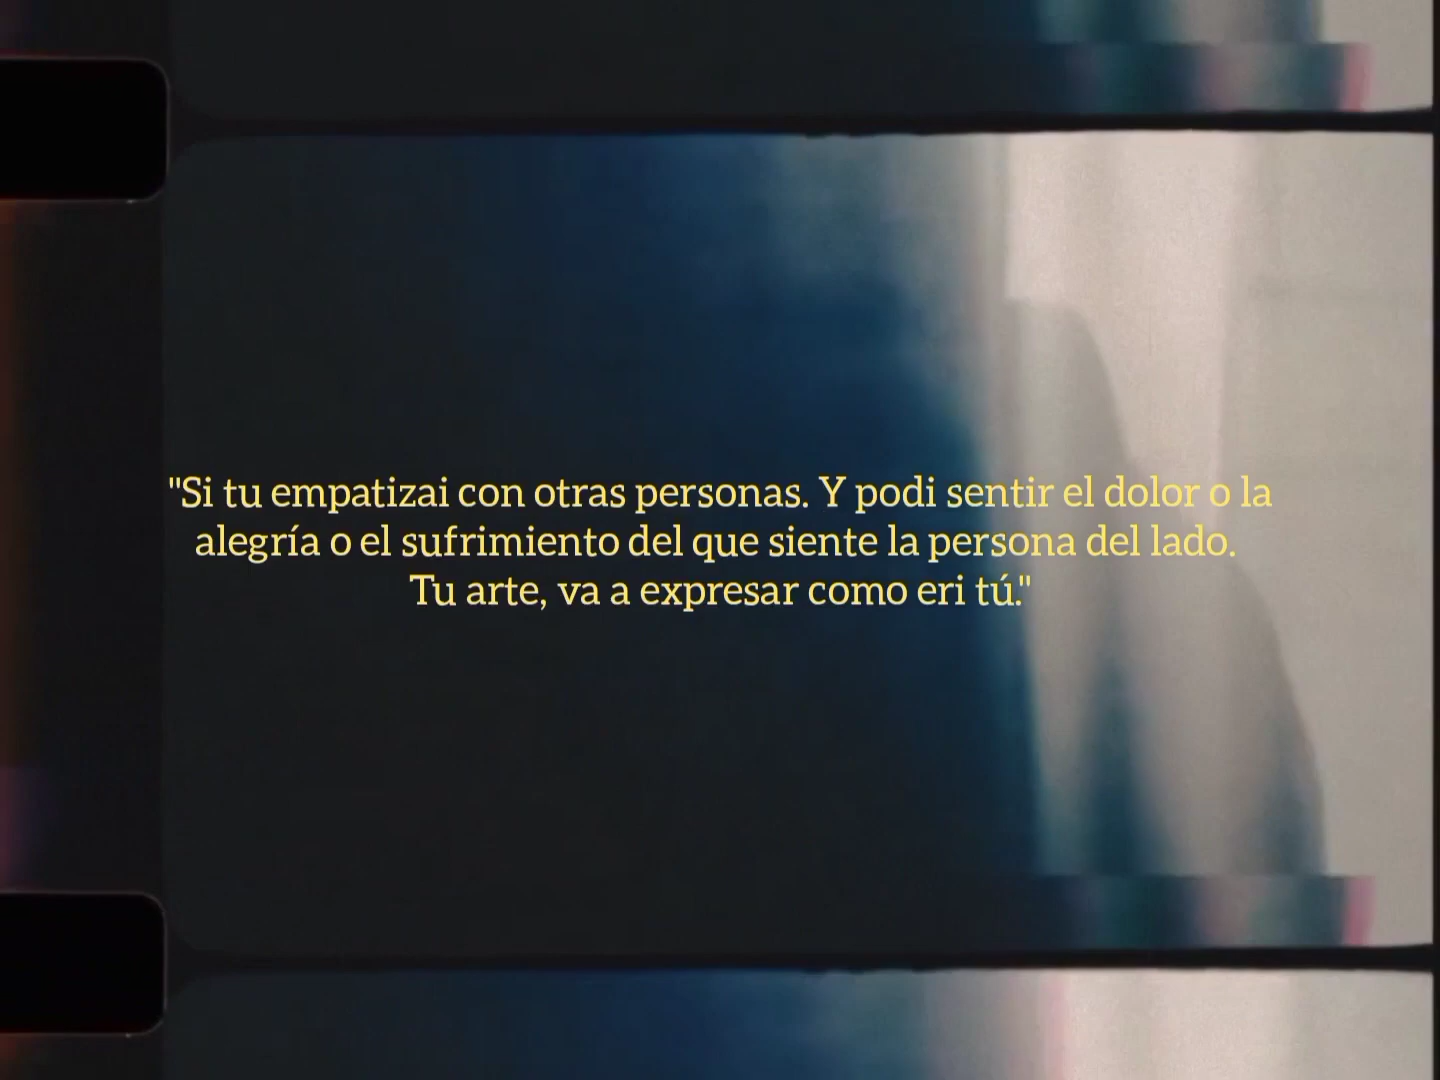 "Si tu empatizai con otras personas. Y podi sentir el dolor o la
alegría o el sufrimiento del que siente la persona del lado.
Tu arte, va a expresar como eri tú."